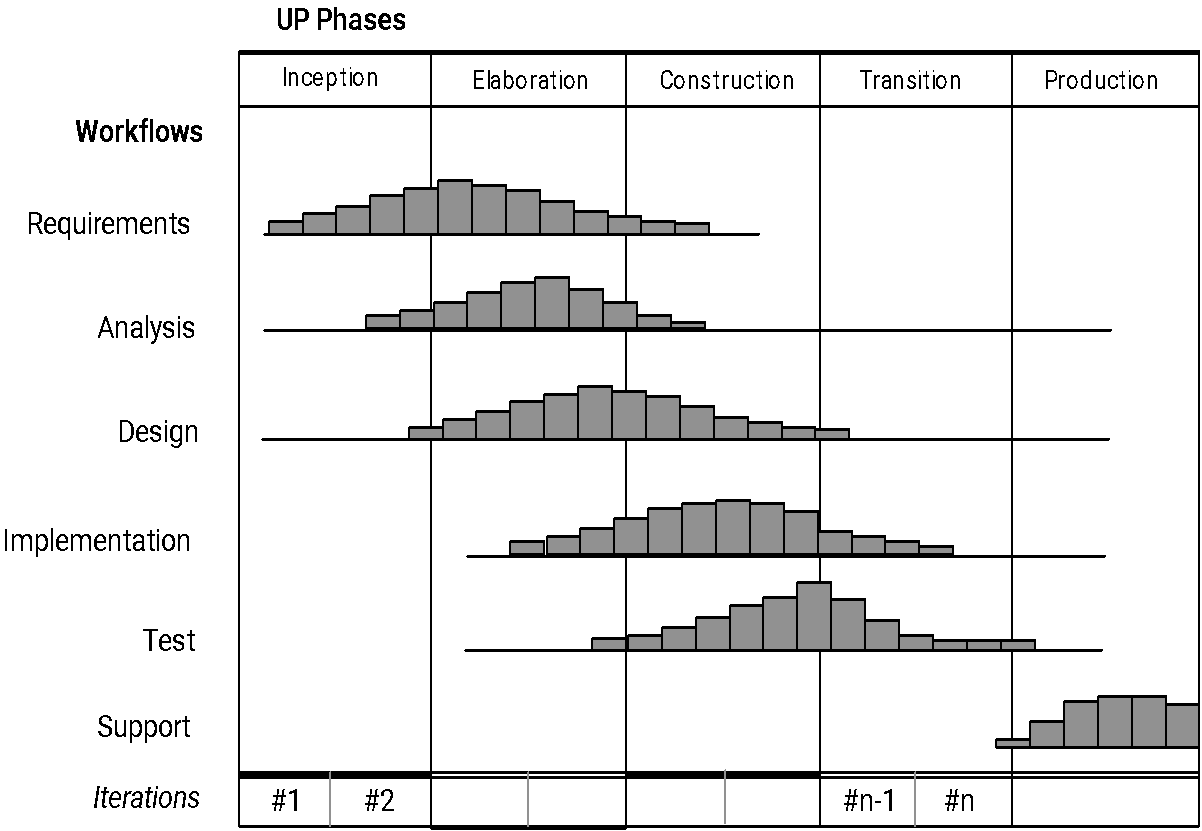 UP Phases
Inception Elaboration Construction Transition Production
Workflows
Requirements
Analysis
Design
Implementation
Test
Support
Iterations #1 #2 #n-1 #n